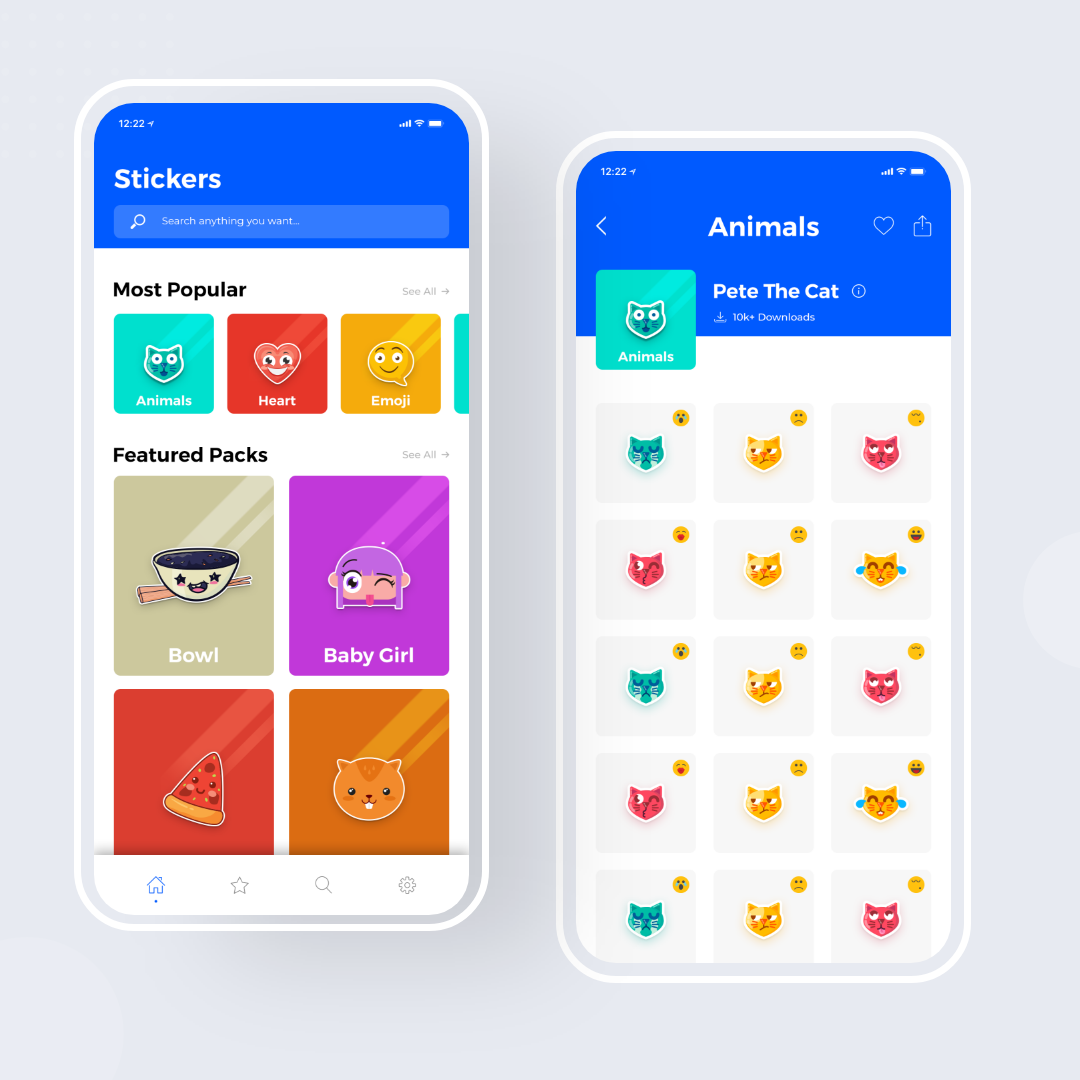 12:22
Stickers
Search anything you want...
Most Popular
See All →
Animals
Heart
Emoji
Featured Packs
See All →
Bowl
Baby Girl
12:22
Animals
Pete The Cat
10k+ Downloads
Animals